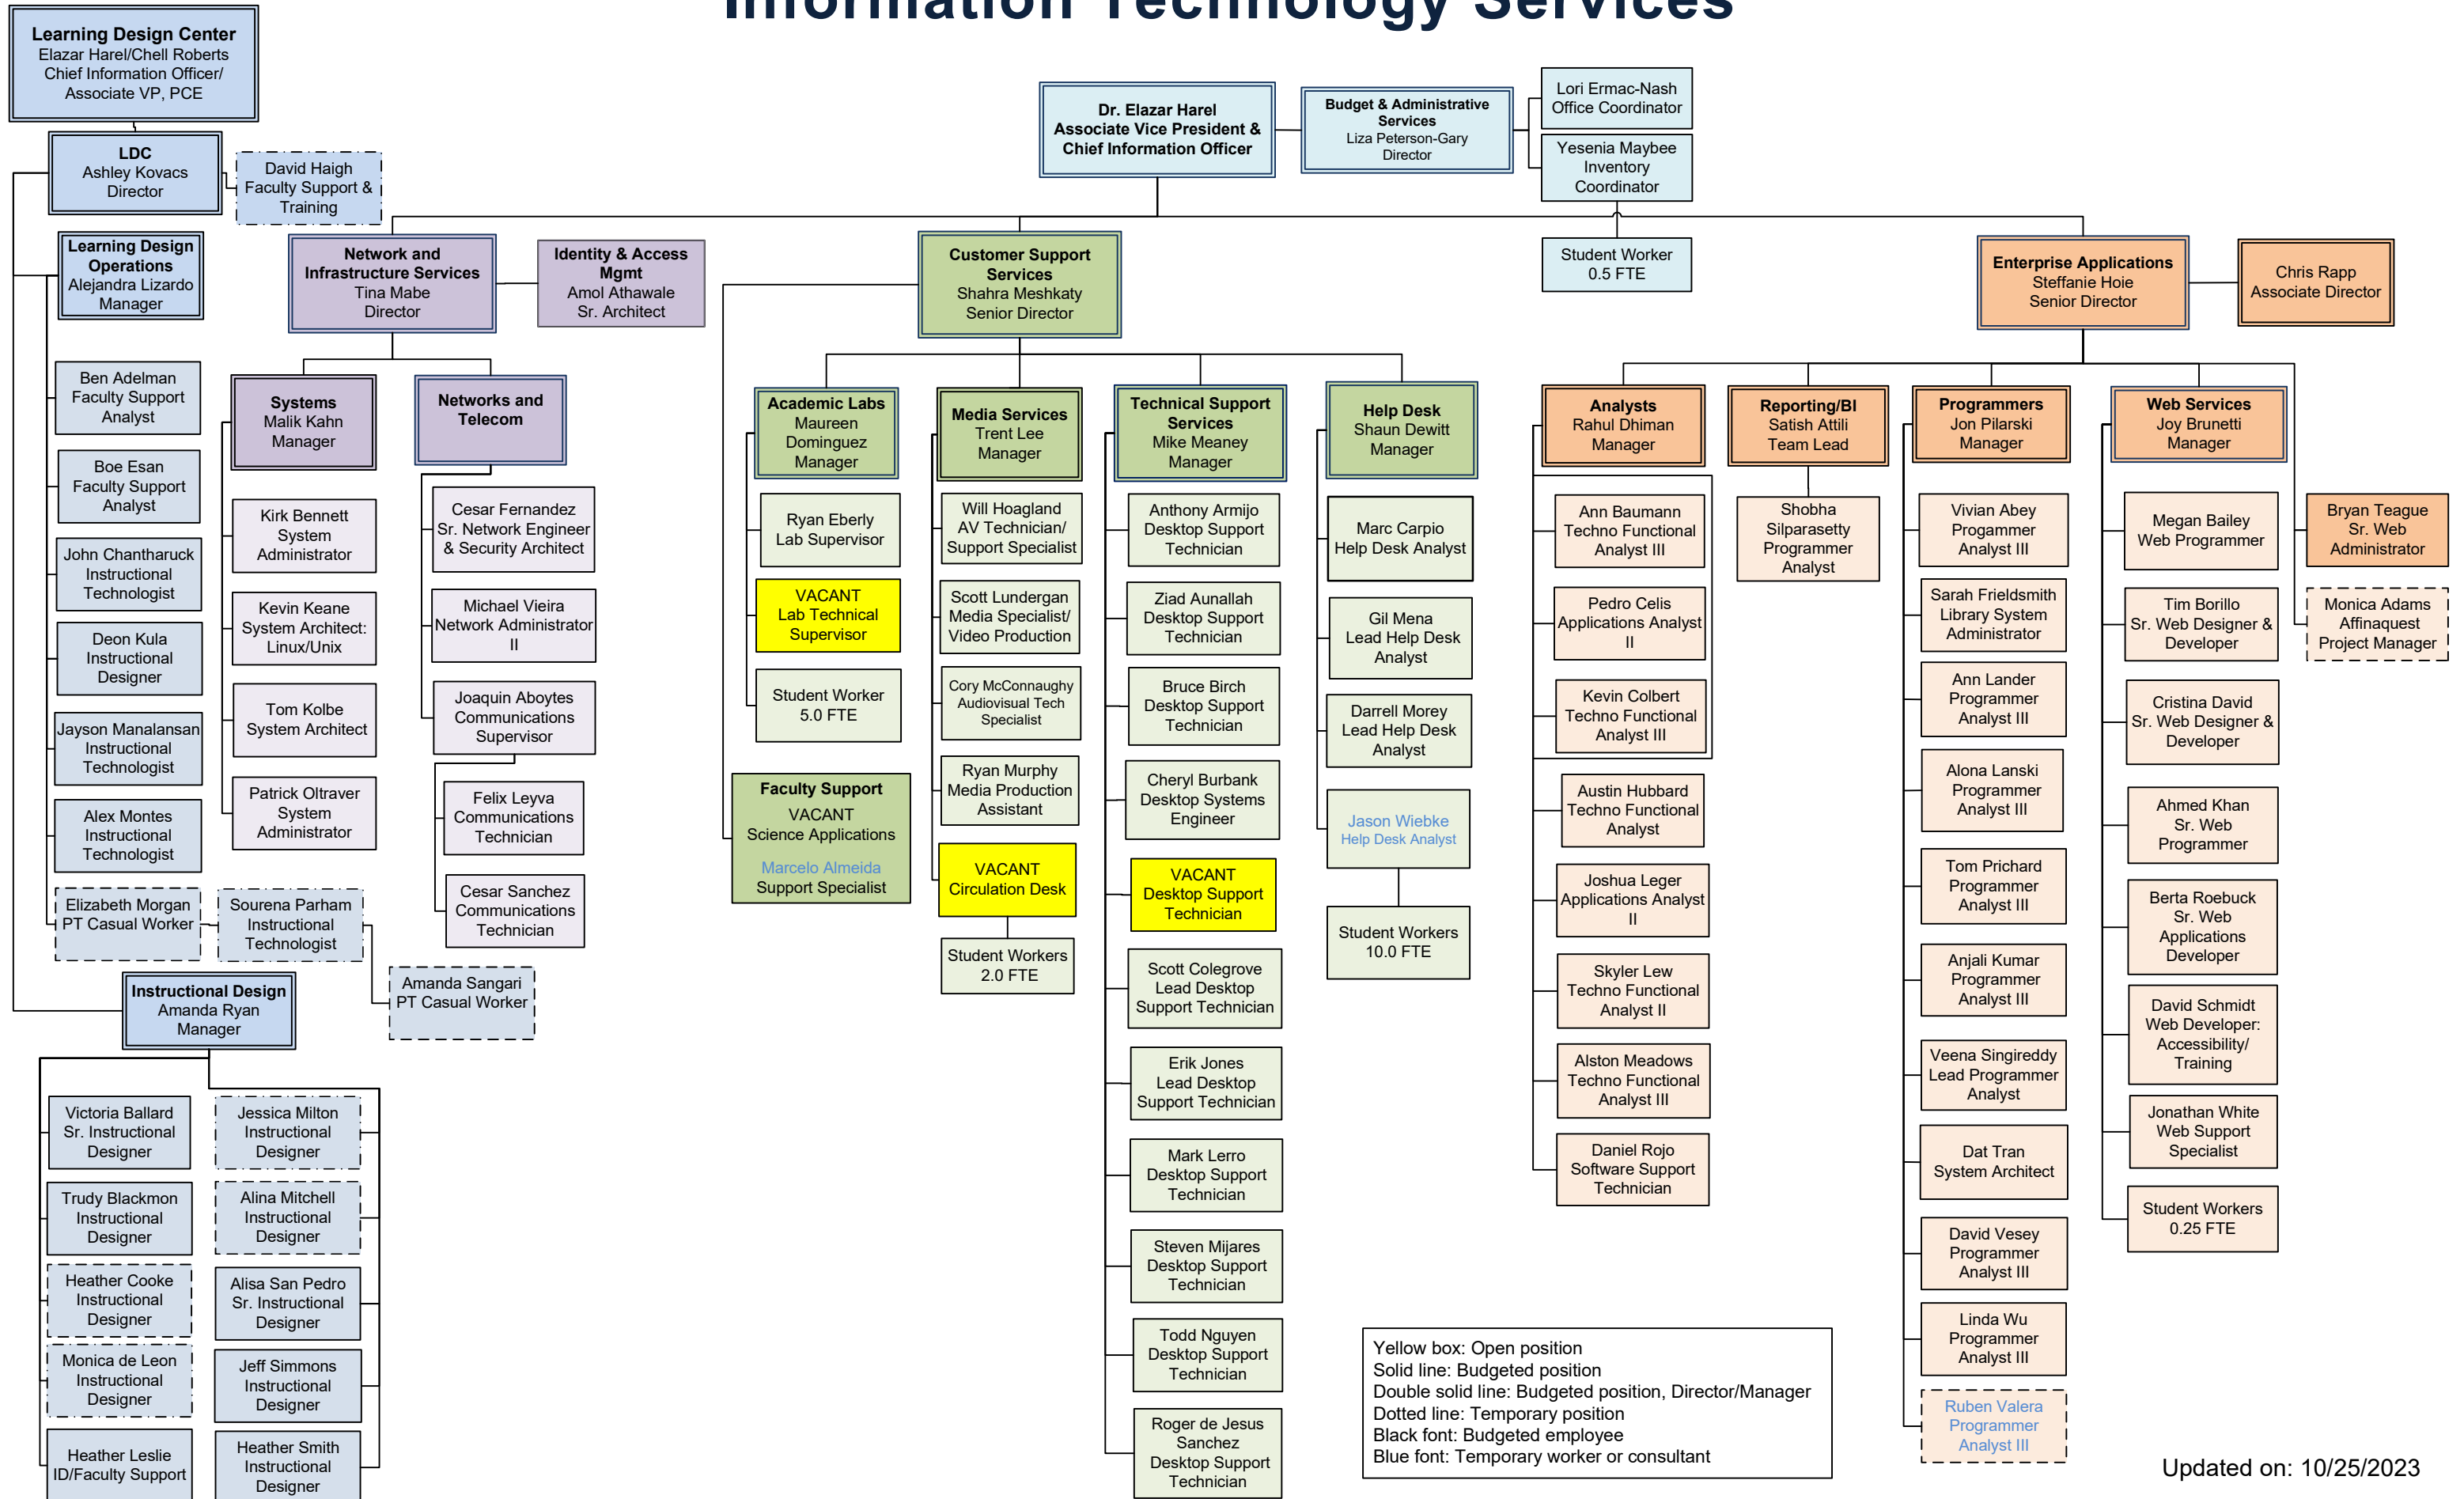 Information Technology Services
Learning Design Center
Elazar Harel/Chell Roberts
Chief Information Officer/
Associate VP, PCE
LDC
Ashley Kovacs
Director
David Haigh
Faculty Support &
Training
Dr. Elazar Harel
Associate Vice President &
Chief Information Officer
Budget & Administrative
Services
Liza Peterson-Gary
Director
Lori Ermac-Nash
Office Coordinator
Yesenia Maybee
Inventory
Coordinator
Student Worker
0.5 FTE
Learning Design
Operations
Alejandra Lizardo
Manager
Ben Adelman
Faculty Support
Analyst
Boe Esan
Faculty Support
Analyst
John Chantharuck
Instructional
Technologist
Deon Kula
Instructional
Designer
Jayson Manalansan
Instructional
Technologist
Alex Montes
Instructional
Technologist
Elizabeth Morgan
PT Casual Worker
Sourena Parham
Instructional
Technologist
Amanda Sangari
PT Casual Worker
Instructional Design
Amanda Ryan
Manager
Victoria Ballard
Sr. Instructional
Designer
Trudy Blackmon
Instructional
Designer
Heather Cooke
Instructional
Designer
Monica de Leon
Instructional
Designer
Heather Leslie
ID/Faculty Support
Jessica Milton
Instructional
Designer
Alina Mitchell
Instructional
Designer
Alisa San Pedro
Sr. Instructional
Designer
Jeff Simmons
Instructional
Designer
Heather Smith
Instructional
Designer
Network and
Infrastructure Services
Tina Mabe
Director
Identity & Access
Mgmt
Amol Athawale
Sr. Architect
Systems
Malik Kahn
Manager
Kirk Bennett
System
Administrator
Kevin Keane
System Architect:
Linux/Unix
Tom Kolbe
System Architect
Patrick Oltraver
System
Administrator
Networks and
Telecom
Cesar Fernandez
Sr. Network Engineer
& Security Architect
Michael Vieira
Network Administrator
II
Joaquin Aboytes
Communications
Supervisor
Felix Leyva
Communications
Technician
Cesar Sanchez
Communications
Technician
Customer Support
Services
Shahra Meshkaty
Senior Director
Academic Labs
Maureen
Dominguez
Manager
Ryan Eberly
Lab Supervisor
VACANT
Lab Technical
Supervisor
Student Worker
5.0 FTE
Faculty Support
VACANT
Science Applications
Marcelo Almeida
Support Specialist
Media Services
Trent Lee
Manager
Will Hoagland
AV Technician/
Support Specialist
Scott Lundergan
Media Specialist/
Video Production
Cory McConnaughy
Audiovisual Tech
Specialist
Ryan Murphy
Media Production
Assistant
VACANT
Circulation Desk
Student Workers
2.0 FTE
Technical Support
Services
Mike Meaney
Manager
Anthony Armijo
Desktop Support
Technician
Ziad Aunallah
Desktop Support
Technician
Bruce Birch
Desktop Support
Technician
Cheryl Burbank
Desktop Systems
Engineer
VACANT
Desktop Support
Technician
Scott Colegrove
Lead Desktop
Support Technician
Erik Jones
Lead Desktop
Support Technician
Mark Lerro
Desktop Support
Technician
Steven Mijares
Desktop Support
Technician
Todd Nguyen
Desktop Support
Technician
Roger de Jesus
Sanchez
Desktop Support
Technician
Help Desk
Shaun Dewitt
Manager
Marc Carpio
Help Desk Analyst
Gil Mena
Lead Help Desk
Analyst
Darrell Morey
Lead Help Desk
Analyst
Jason Wiebke
Help Desk Analyst
Student Workers
10.0 FTE
Enterprise Applications
Steffanie Hoie
Senior Director
Chris Rapp
Associate Director
Analysts
Rahul Dhiman
Manager
Ann Baumann
Techno Functional
Analyst III
Pedro Celis
Applications Analyst
II
Kevin Colbert
Techno Functional
Analyst III
Austin Hubbard
Techno Functional
Analyst
Joshua Leger
Applications Analyst
II
Skyler Lew
Techno Functional
Analyst II
Alston Meadows
Techno Functional
Analyst III
Daniel Rojo
Software Support
Technician
Reporting/BI
Satish Attili
Team Lead
Shobha
Silparasetty
Programmer
Analyst
Programmers
Jon Pilarski
Manager
Vivian Abey
Progammer
Analyst III
Sarah Frieldsmith
Library System
Administrator
Ann Lander
Programmer
Analyst III
Alona Lanski
Programmer
Analyst III
Tom Prichard
Programmer
Analyst III
Anjali Kumar
Programmer
Analyst III
Veena Singireddy
Lead Programmer
Analyst
Dat Tran
System Architect
David Vesey
Programmer
Analyst III
Linda Wu
Programmer
Analyst III
Ruben Valera
Programmer
Analyst III
Web Services
Joy Brunetti
Manager
Megan Bailey
Web Programmer
Tim Borillo
Sr. Web Designer &
Developer
Cristina David
Sr. Web Designer &
Developer
Ahmed Khan
Sr. Web
Programmer
Berta Roebuck
Sr. Web
Applications
Developer
David Schmidt
Web Developer:
Accessibility/
Training
Jonathan White
Web Support
Specialist
Student Workers
0.25 FTE
Bryan Teague
Sr. Web
Administrator
Monica Adams
Affinaquest
Project Manager
Yellow box: Open position
Solid line: Budgeted position
Double solid line: Budgeted position, Director/Manager
Dotted line: Temporary position
Black font: Budgeted employee
Blue font: Temporary worker or consultant
Updated on: 10/25/2023